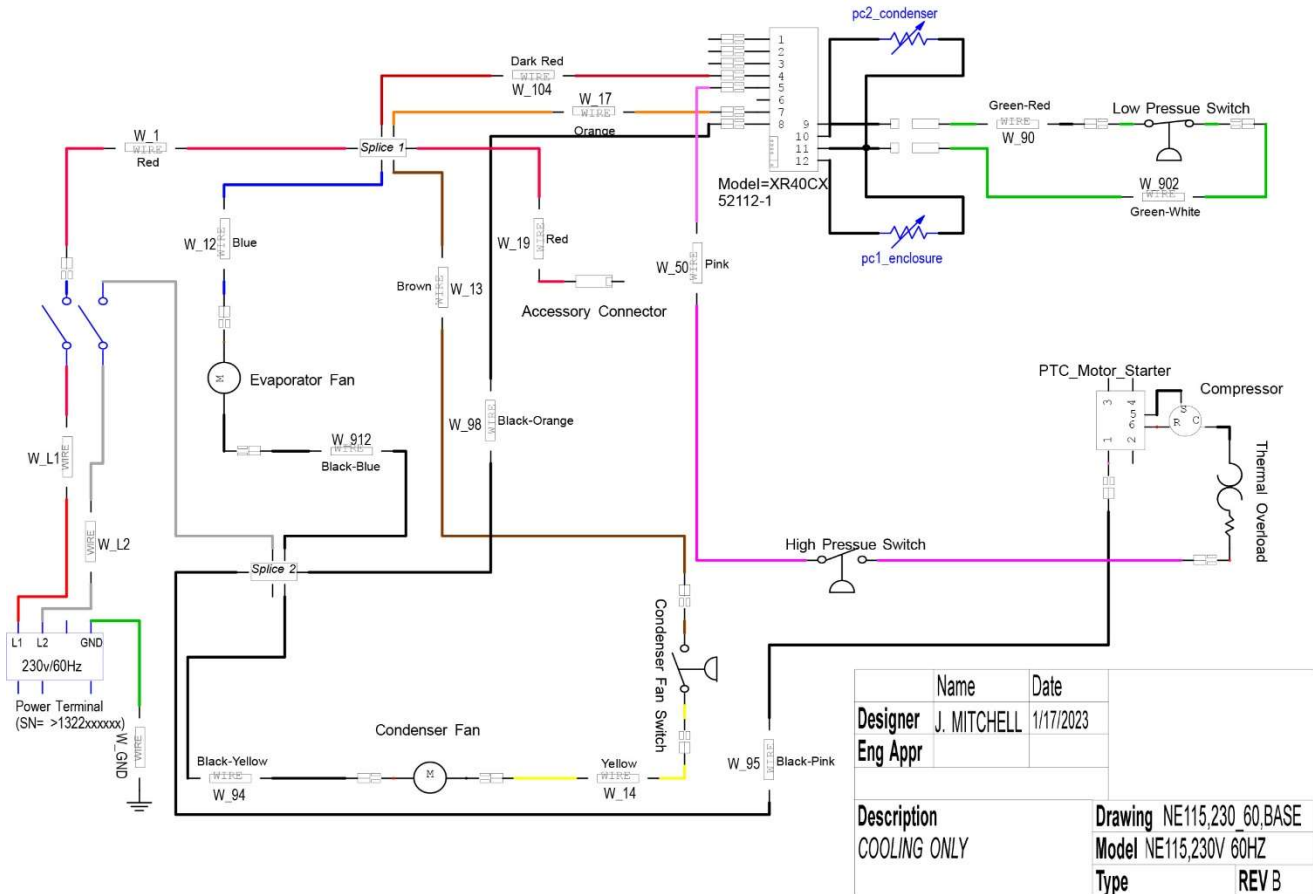 pc2_condenser
1
2
3
4
5
6
7
8
9
10
11
12
Dark Red
WIRE
W_104
W_17
WIRE
Orange
W_1
WIRE
Red
Splice 1
Model=XR40CX
52112-1
Green-Red
WIRE
W_90
Low Pressue Switch
W_902
WIRE
Green-White
pc1_enclosure
W_12
WIRE
Blue
W_19
WIRE
Red
W_50
WIRE
Pink
Brown
WIRE
W_13
Accessory Connector
M
Evaporator Fan
W_98
WIRE
Black-Orange
W_912
WIRE
Black-Blue
PTC_Motor_Starter
3
4
5
6
1
2
S
R
C
Compressor
Thermal Overload
W_L1
WIRE
WIRE
W_L2
High Pressue Switch
Splice 2
Condenser Fan Switch
L1
L2
GND
230v/60Hz
Power Terminal
(SN= >1322xxxxxx)
W_GND
WIRE
Condenser Fan
M
Black-Yellow
WIRE
W_94
Yellow
WIRE
W_14
W_95
WIRE
Black-Pink
Name Date
Designer J. MITCHELL 1/17/2023
Eng Appr
Description
COOLING ONLY
Drawing NE115,230_60,BASE
Model NE115,230V 60HZ
Type REV B